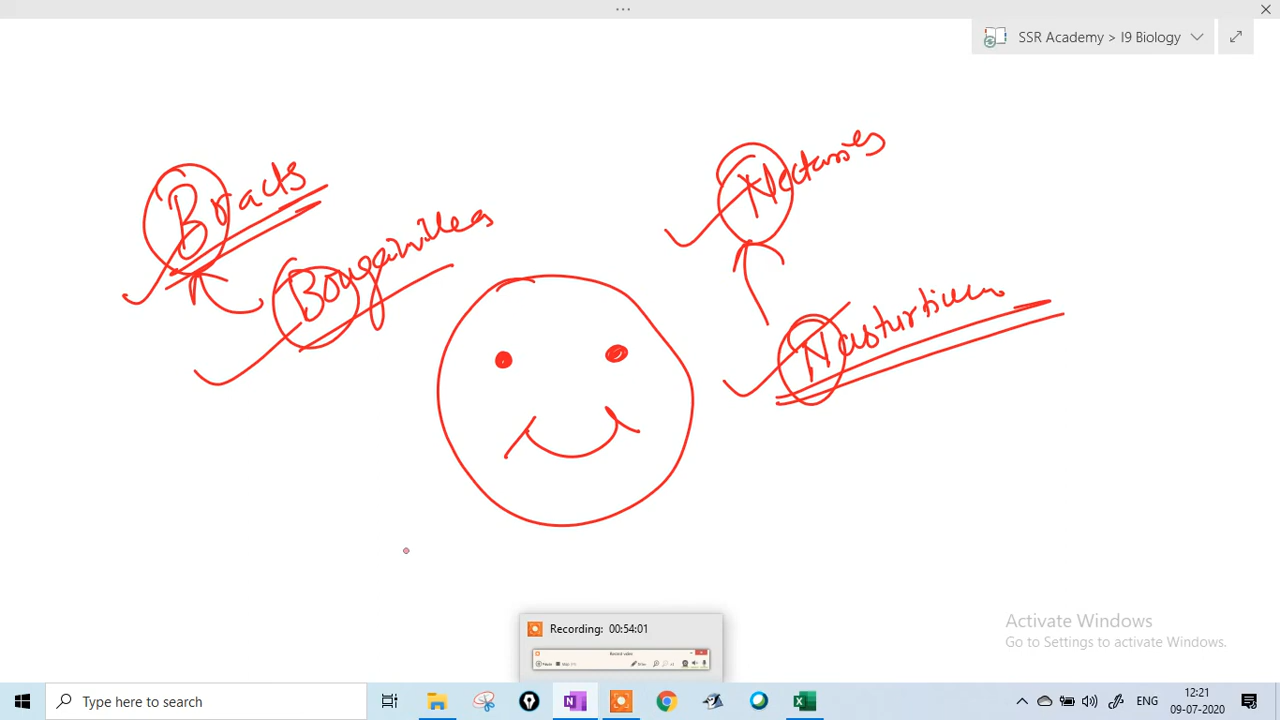 SSR Academy > I9 Biology
Bracts
Bougainvillea
Nectaries
Nasturtium
Recording: 00:54:01
Activate Windows
Go to Settings to activate Windows.
Type here to search
ENG
12:21
09-07-2020